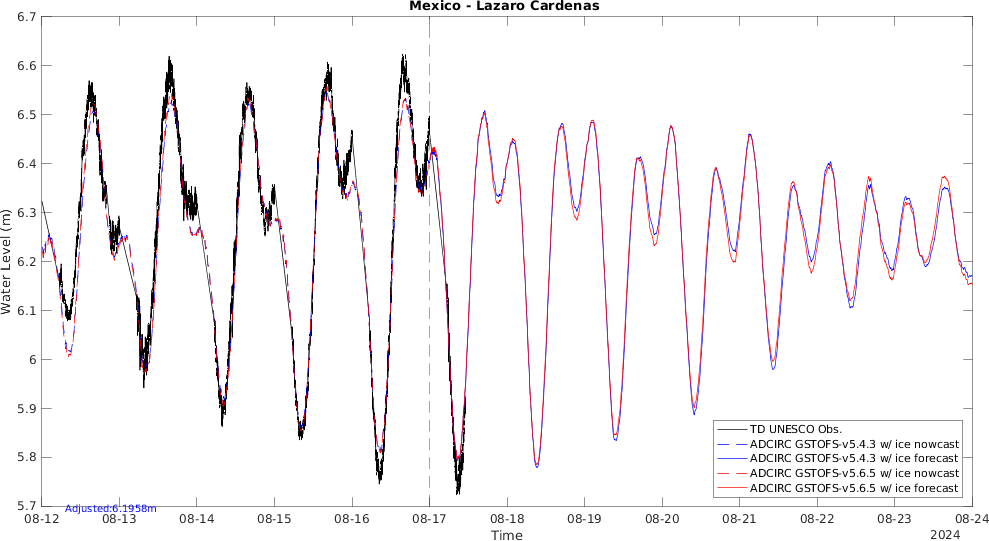 Mexico - Lazaro Cardenas
6.7
6.6
6.5
6.4
6.3
6.2
6.1
6
5.9
5.8
5.7
Water Level (m)
TD UNESCO Obs.
ADCIRC GSTOFS-v5.4.3 w/ ice nowcast
ADCIRC GSTOFS-v5.4.3 w/ ice forecast
ADCIRC GSTOFS-v5.6.5 w/ ice nowcast
ADCIRC GSTOFS-v5.6.5 w/ ice forecast
Adjusted:6.1958m
08-12 08-13 08-14 08-15 08-16 08-17 08-18 08-19 08-20 08-21 08-22 08-23 08-24
Time
2024